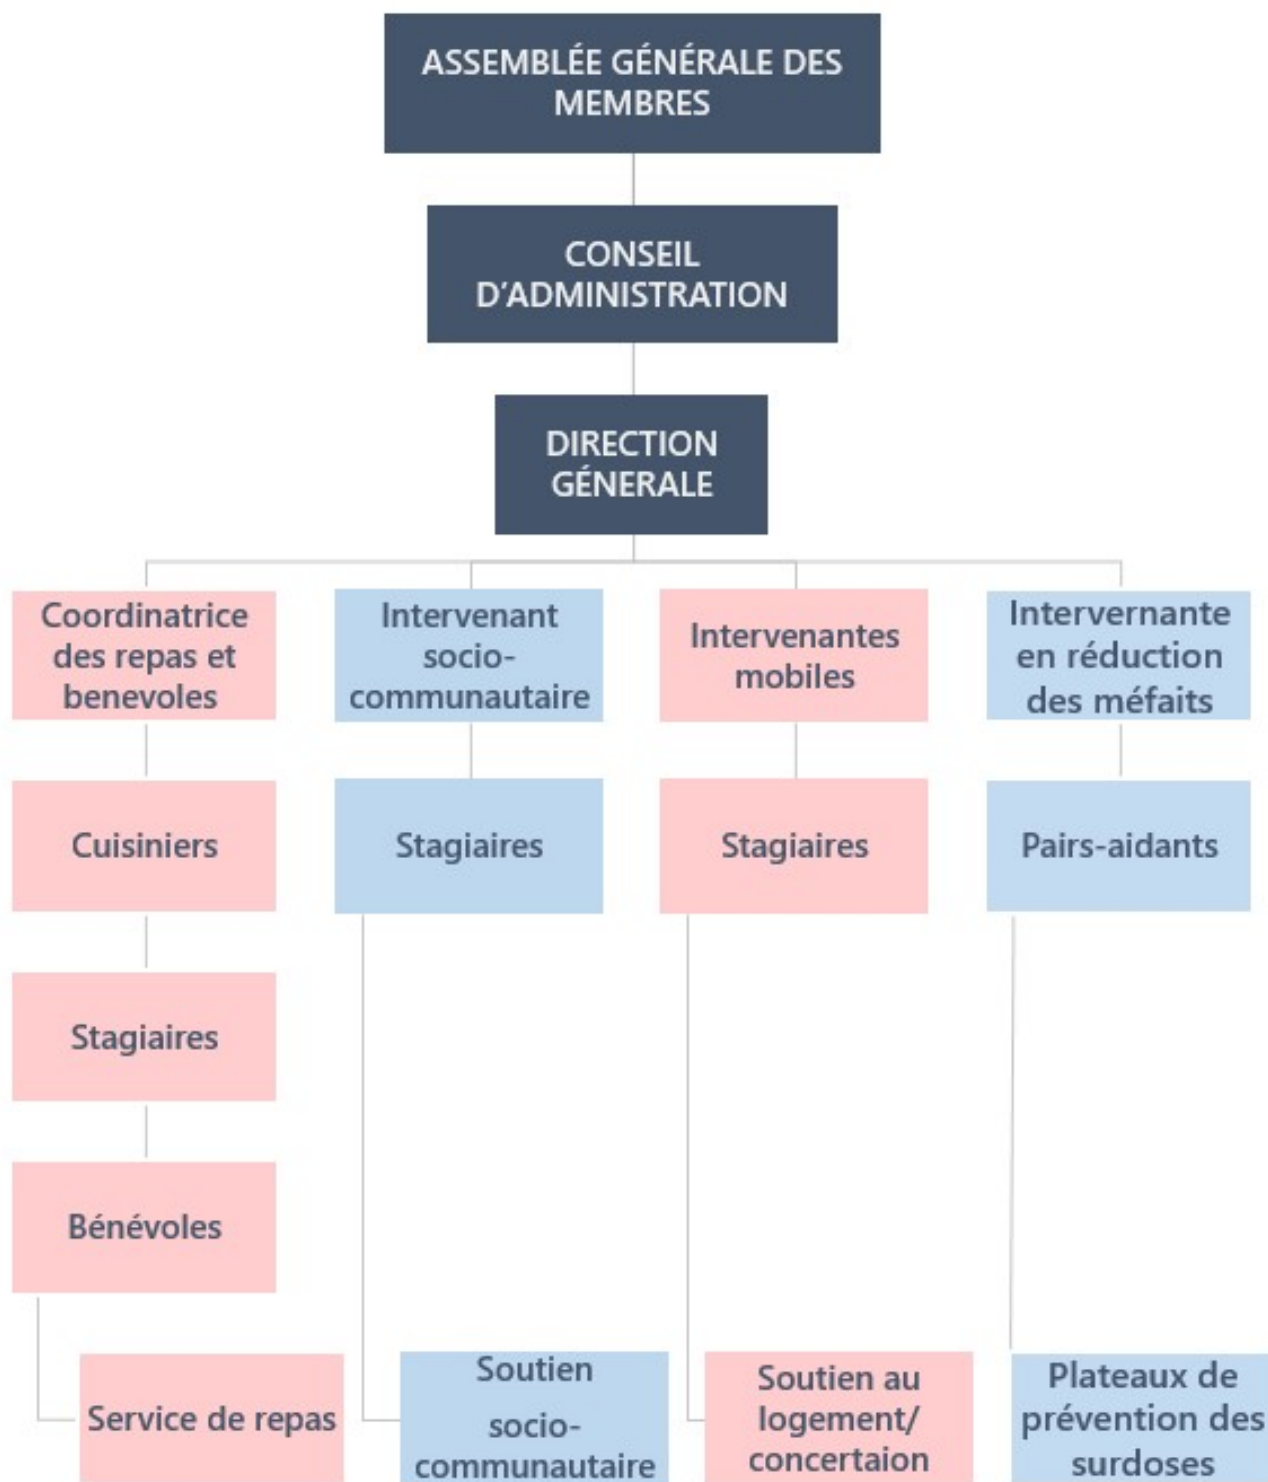 ASSEMBLÉE GÉNÉRALE DES
MEMBRES
CONSEIL
D'ADMINISTRATION
DIRECTION
GÉNERALE
Coordinatrice
des repas et
benevoles
Intervenant
socio-
communautaire
Intervenantes
mobiles
Intervernante
en réduction
des méfaits
Cuisiniers
Stagiaires
Stagiaires
Pairs-aidants
Stagiaires
Bénévoles
Service de repas
Soutien
socio-
communautaire
Soutien au
logement/
concertaion
Plateaux de
prévention des
surdoses